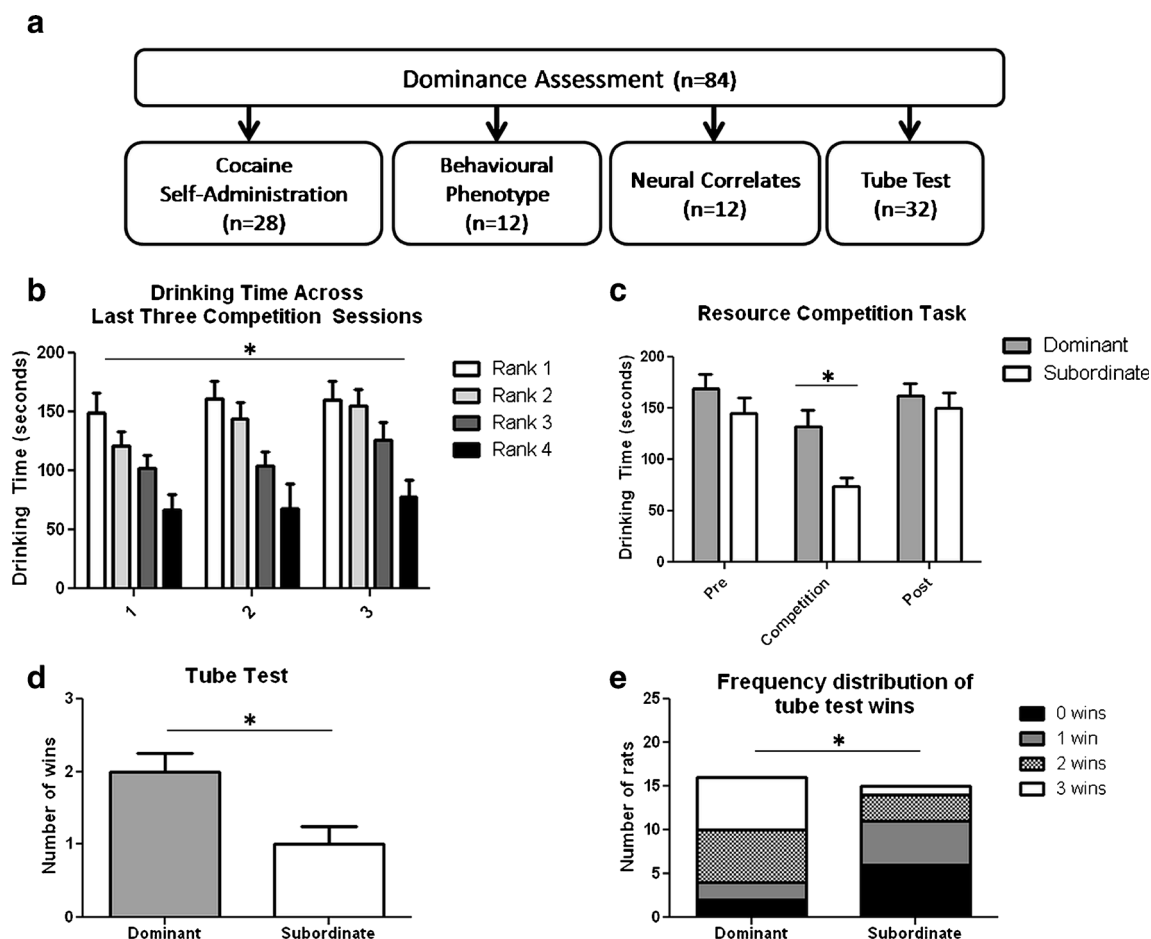 a
Dominance Assessment (n=84)
Cocaine
Self-Administration
(n=28)
Behavioural
Phenotype
(n=12)
Neural Correlates
(n=12)
Tube Test
(n=32)
b
Drinking Time Across
Last Three Competition Sessions
Drinking Time (seconds)
200
150
100
50
0
*
1
2
3
Rank 1
Rank 2
Rank 3
Rank 4
c
Resource Competition Task
Drinking Time (seconds)
200
150
100
50
0
*
Pre
Competition
Post
Dominant
Subordinate
d
Tube Test
Number of wins
3
2
1
0
*
Dominant
Subordinate
e
Frequency distribution of
tube test wins
Number of rats
25
20
15
10
5
0
*
Dominant
Subordinate
0 wins
1 win
2 wins
3 wins